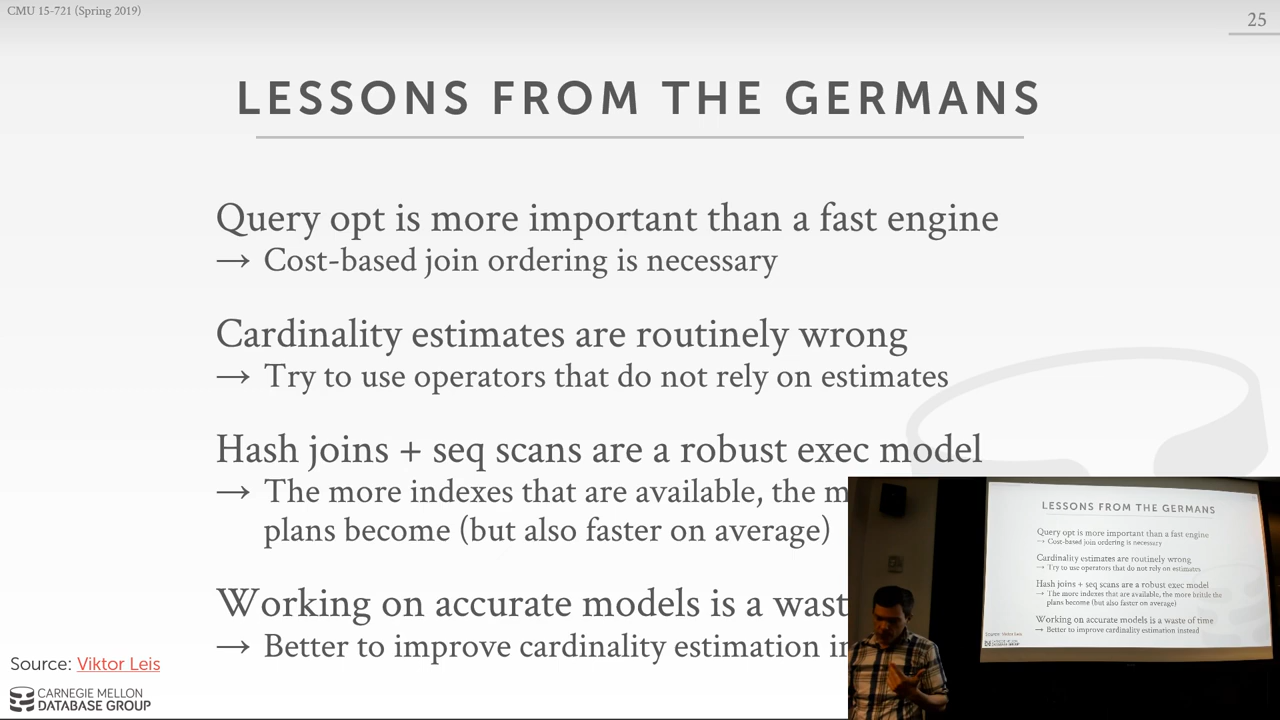 CMU 15-721 (Spring 2019)
25
LESSONS FROM THE GERMANS
Query opt is more important than a fast engine
→ Cost-based join ordering is necessary
Cardinality estimates are routinely wrong
→ Try to use operators that do not rely on estimates
Hash joins + seq scans are a robust exec model
→ The more indexes that are available, the m
plans become (but also faster on average)
Working on accurate models is a wast
→ Better to improve cardinality estimation in
Source: Viktor Leis
CARNEGIE MELLON
DATABASE GROUP
LESSONS FROM THE GERMANS
Query opt is more important than a fast engine
→ Cost-based join ordering is necessary
Cardinality estimates are routinely wrong
→ Try to use operators that do not rely on estimates
Hash joins + seq scans are a robust exec model
→ The more indexes that are available, the more brittle the
plans become (but also faster on average)
Working on accurate models is a waste of time
→ Better to improve cardinality estimation instead
Source: Viktor Leis